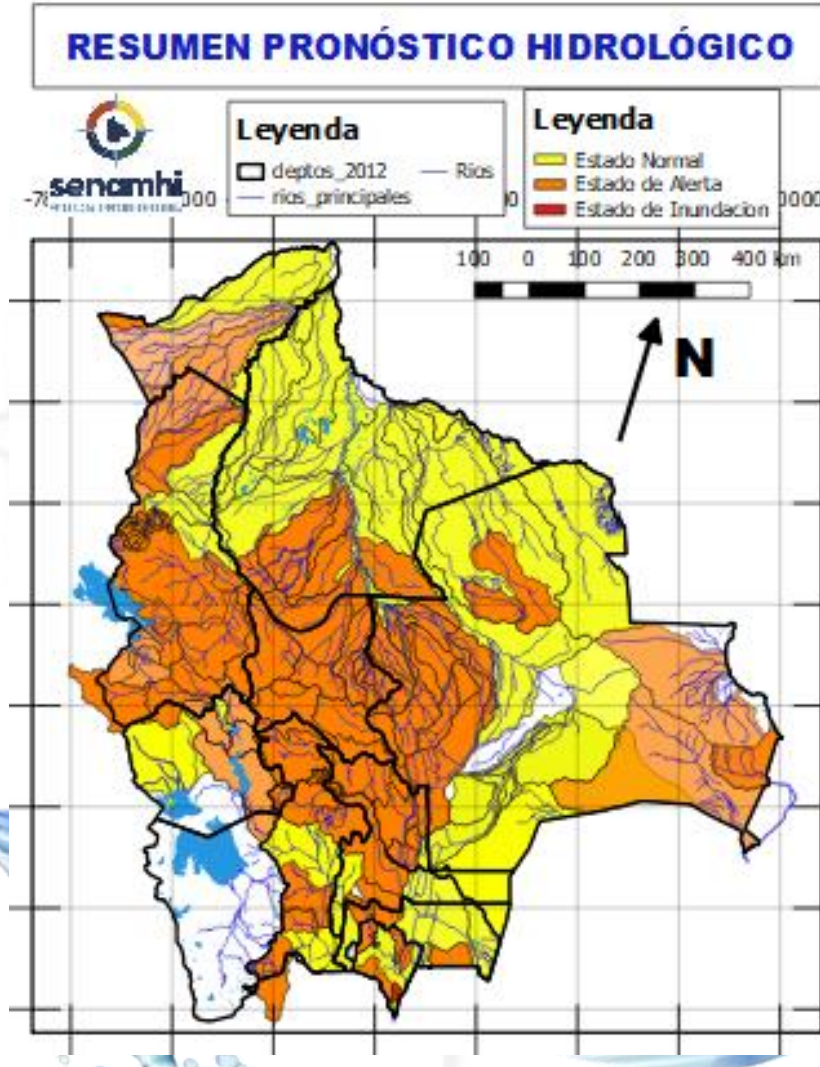 RESUMEN PRONÓSTICO HIDROLÓGICO
senamhi
Leyenda
deptos_2012
Rios
rios_principales
Leyenda
Estado Normal
Estado de Alerta
Estado de Inundacion
100 0 100 200 300 400 km
N